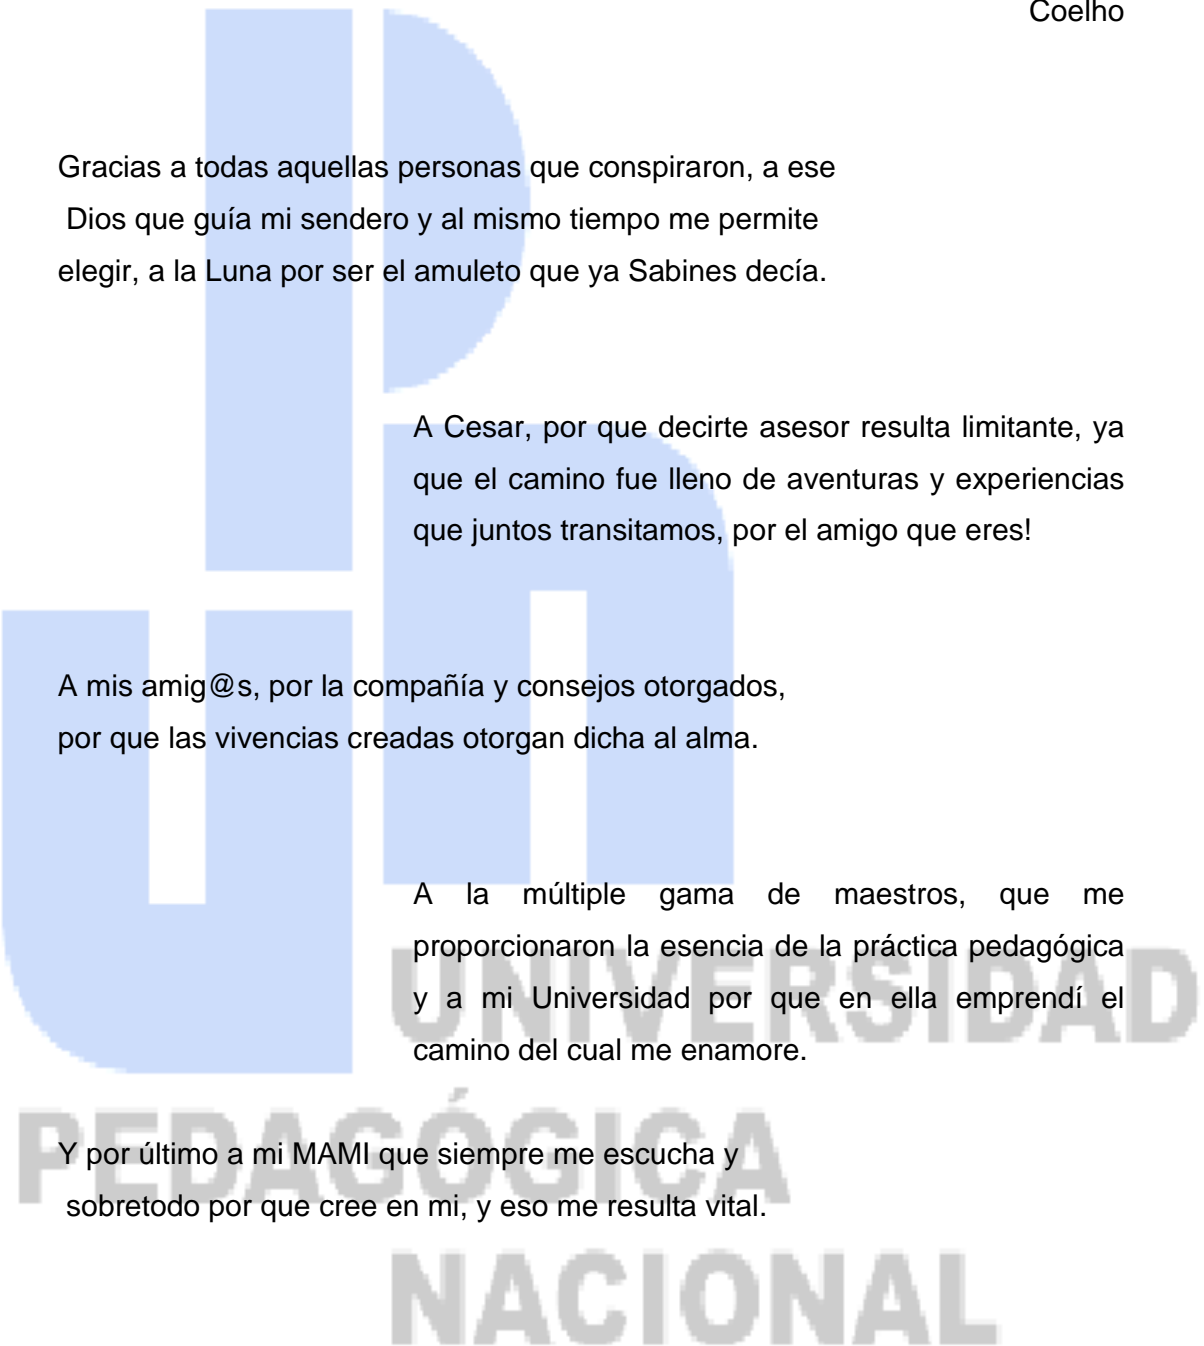 Coelho
Gracias a todas aquellas personas que conspiraron, a ese
Dios que guía mi sendero y al mismo tiempo me permite
elegir, a la Luna por ser el amuleto que ya Sabines decía.
A Cesar, por que decirte asesor resulta limitante, ya
que el camino fue lleno de aventuras y experiencias
que juntos transitamos, por el amigo que eres!
A mis amig@s, por la compañía y consejos otorgados,
por que las vivencias creadas otorgan dicha al alma.
A la múltiple gama de maestros, que me
proporcionaron la esencia de la práctica pedagógica
y a mi Universidad por que en ella emprendí el
camino del cual me enamore.
Y por último a mi MAMI que siempre me escucha y
sobretodo por que cree en mi, y eso me resulta vital.
upn
UNIVERSIDAD
PEDAGÓGICA
NACIONAL